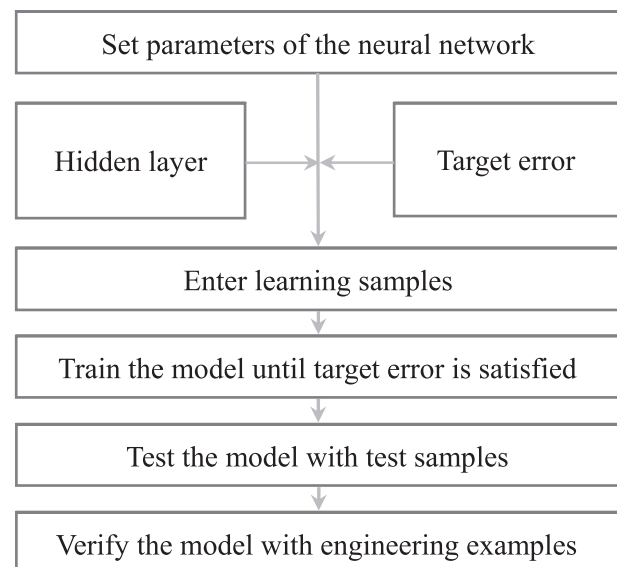 Set parameters of the neural network
Hidden layer
Target error
Enter learning samples
Train the model until target error is satisfied
Test the model with test samples
Verify the model with engineering examples